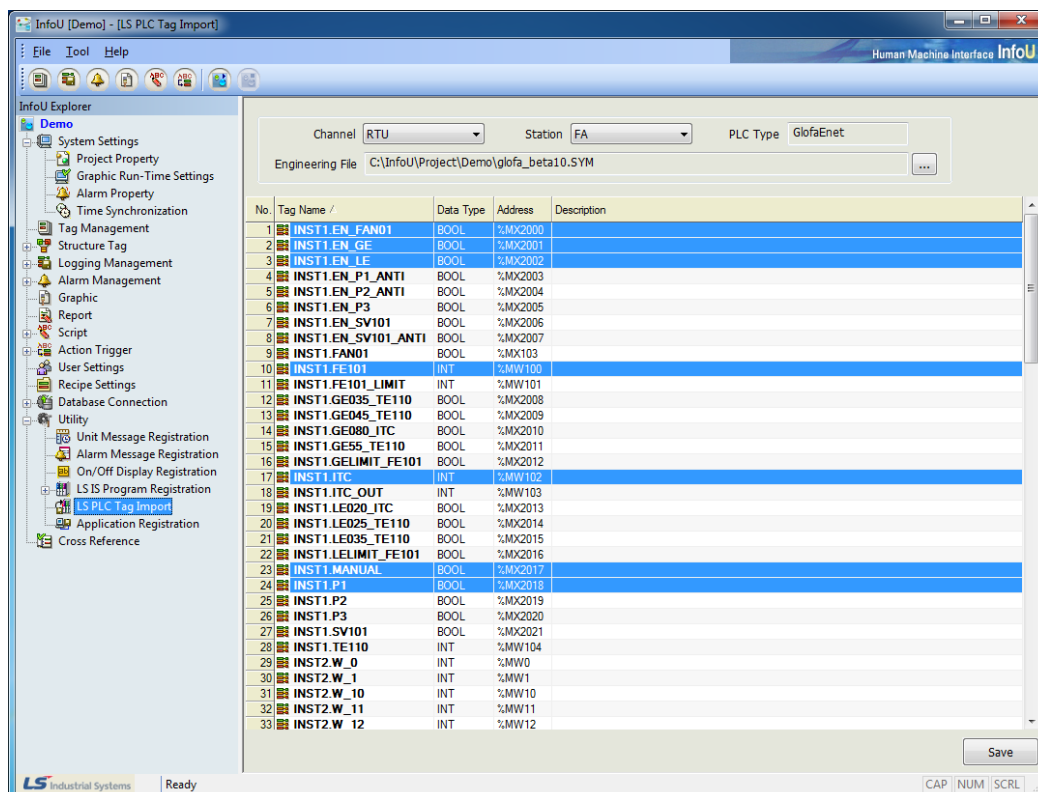 InfoU [Demo] - [LS PLC Tag Import]
File Tool Help
Human Machine Interface InfoU
InfoU Explorer
Demo
System Settings
Project Property
Graphic Run-Time Settings
Alarm Property
Time Synchronization
Tag Management
Structure Tag
Logging Management
Alarm Management
Graphic
Report
Script
Action Trigger
User Settings
Recipe Settings
Database Connection
Utility
Unit Message Registration
Alarm Message Registration
On/Off Display Registration
LS IS Program Registration
LS PLC Tag Import
Application Registration
Cross Reference
Channel RTU Station FA PLC Type GlofaEnet
Engineering File C:\InfoU\Project\Demo\glofa_beta10.SYM ...
No. Tag Name / Data Type Address Description
1 INST1.EN_FAN01 BOOL %MX2000
2 INST1.EN_GE BOOL %MX2001
3 INST1.EN_LE BOOL %MX2002
4 INST1.EN_P1_ANTI BOOL %MX2003
5 INST1.EN_P2_ANTI BOOL %MX2004
6 INST1.EN_P3 BOOL %MX2005
7 INST1.EN_SV101 BOOL %MX2006
8 INST1.EN_SV101_ANTI BOOL %MX2007
9 INST1.FAN01 BOOL %MX103
10 INST1.FE101 INT %MW100
11 INST1.FE101_LIMIT INT %MW101
12 INST1.GE035_TE110 BOOL %MX2008
13 INST1.GE045_TE110 BOOL %MX2009
14 INST1.GE080_ITC BOOL %MX2010
15 INST1.GE55_TE110 BOOL %MX2011
16 INST1.GELIMIT_FE101 BOOL %MX2012
17 INST1.ITC INT %MW102
18 INST1.ITC_OUT INT %MW103
19 INST1.LE020_ITC BOOL %MX2013
20 INST1.LE025_TE110 BOOL %MX2014
21 INST1.LE035_TE110 BOOL %MX2015
22 INST1.LELIMIT_FE101 BOOL %MX2016
23 INST1.MANUAL BOOL %MX2017
24 INST1.P1 BOOL %MX2018
25 INST1.P2 BOOL %MX2019
26 INST1.P3 BOOL %MX2020
27 INST1.SV101 BOOL %MX2021
28 INST1.TE110 INT %MW104
29 INST2.W_0 INT %MW0
30 INST2.W_1 INT %MW1
31 INST2.W_10 INT %MW10
32 INST2.W_11 INT %MW11
33 INST2.W_12 INT %MW12
Save
LS Industrial Systems Ready CAP NUM SCRL